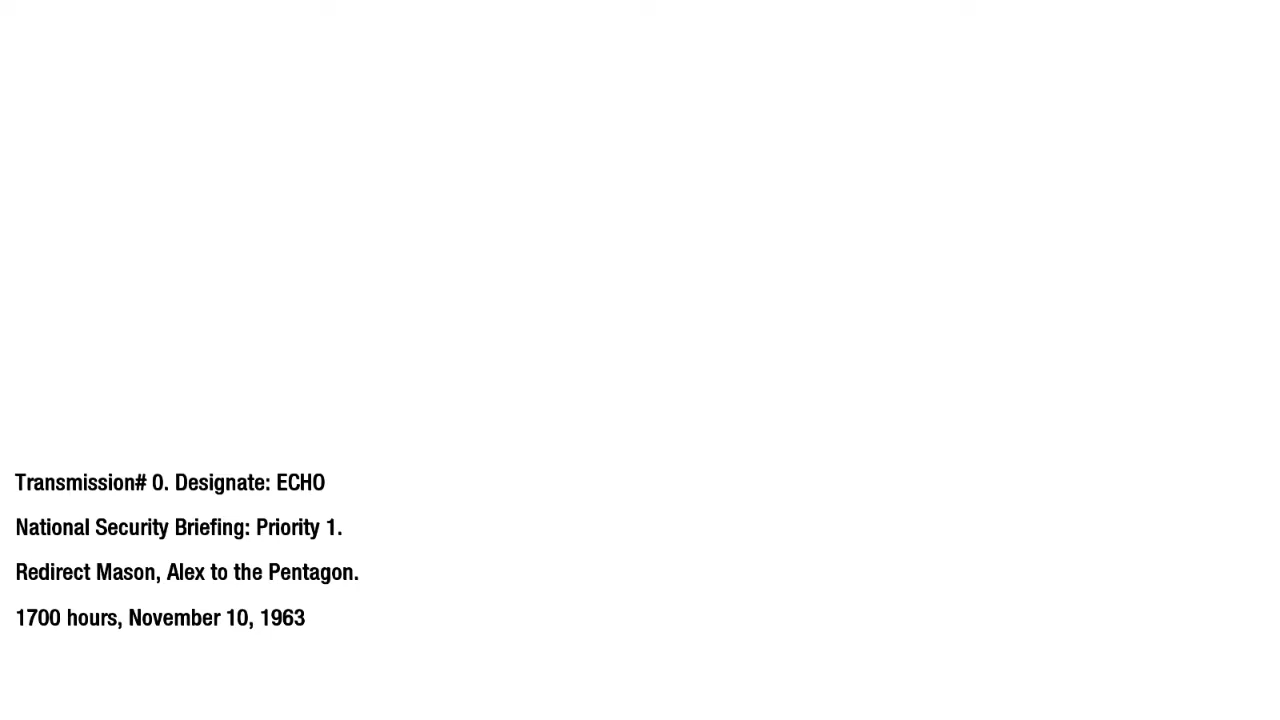 Transmission# 0. Designate: ECHO
National Security Briefing: Priority 1.
Redirect Mason, Alex to the Pentagon.
1700 hours, November 10, 1963